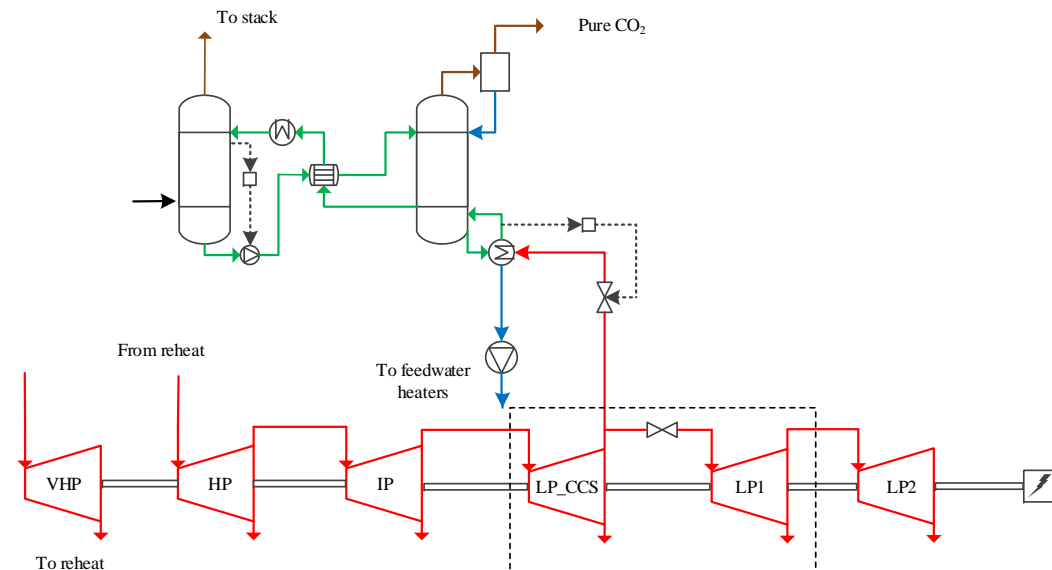 To stack
Pure CO₂
From reheat
To feedwater
heaters
VHP
HP
IP
LP_CCS
LP1
LP2
To reheat